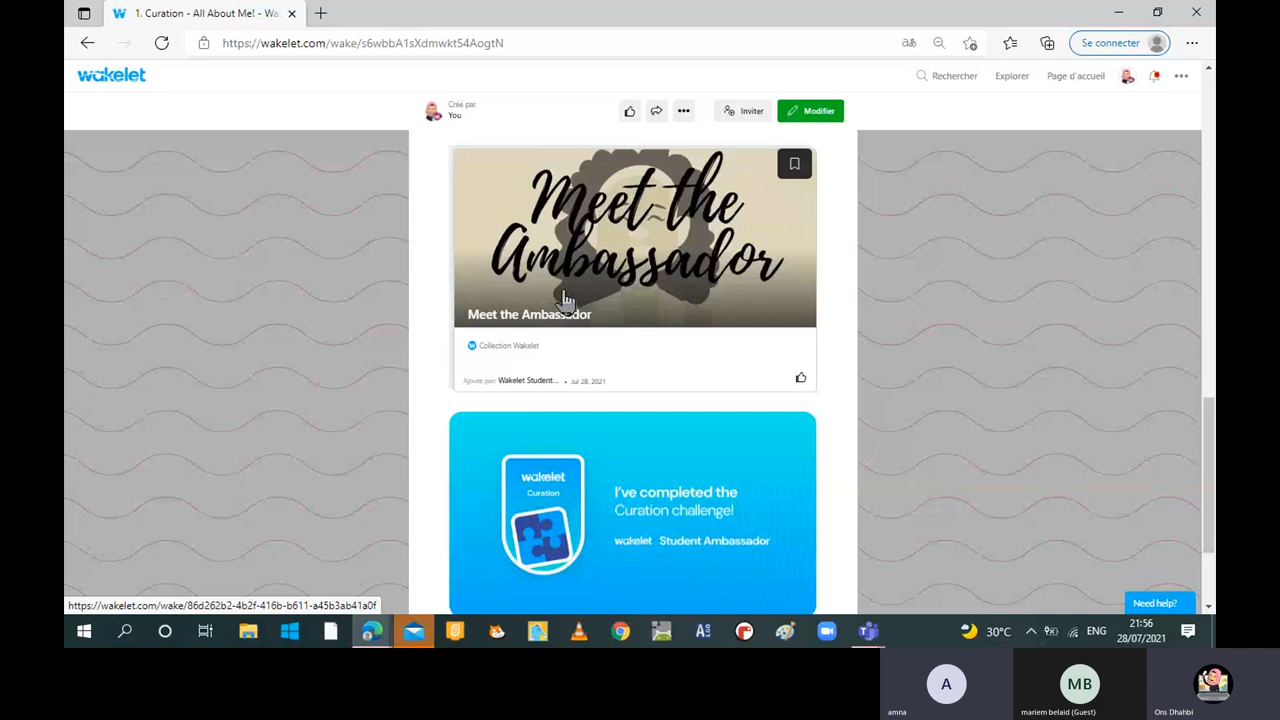 1. Curation - All About Me! - Wa
https://wakelet.com/wake/s6wbbA1sXdmwkt54AogtN
Se connecter
wakelet
Rechercher
Explorer
Page d'accueil
Créé par
You
Inviter
Modifier
Meet the
Ambassador
Meet the Ambassador
Collection Wakelet
Ajouté par: Wakelet Student... • Jul 28, 2021
wakelet
Curation
I've completed the
Curation challenge!
wakelet Student Ambassador
https://wakelet.com/wake/86d262b2-4b2f-416b-b611-a45b3ab41a0f
Need help?
30°C
ENG
21:56
28/07/2021
A
MB
amna
mariem belaid (Guest)
Ons Dhahbi